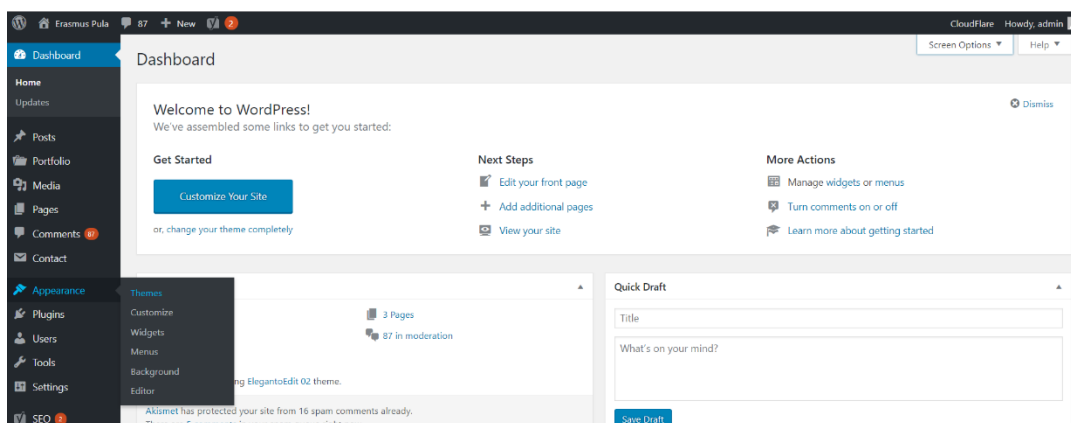 Erasmus Pula 87 New 2 CloudFlare Howdy, admin
Screen Options Help
Dashboard
Home
Updates
Posts
Portfolio
Media
Pages
Comments 87
Contact
Appearance
Plugins
Users
Tools
Settings
SEO 2
Themes
Customize
Widgets
Menus
Background
Editor
Dashboard
Welcome to WordPress!
We've assembled some links to get you started:
Dismiss
Get Started
Customize Your Site
or, change your theme completely
Next Steps
Edit your front page
Add additional pages
View your site
More Actions
Manage widgets or menus
Turn comments on or off
Learn more about getting started
3 Pages
87 in moderation
ElegantoEdit 02 theme.
Akismet has protected your site from 16 spam comments already.
Quick Draft
Title
What's on your mind?
Save Draft